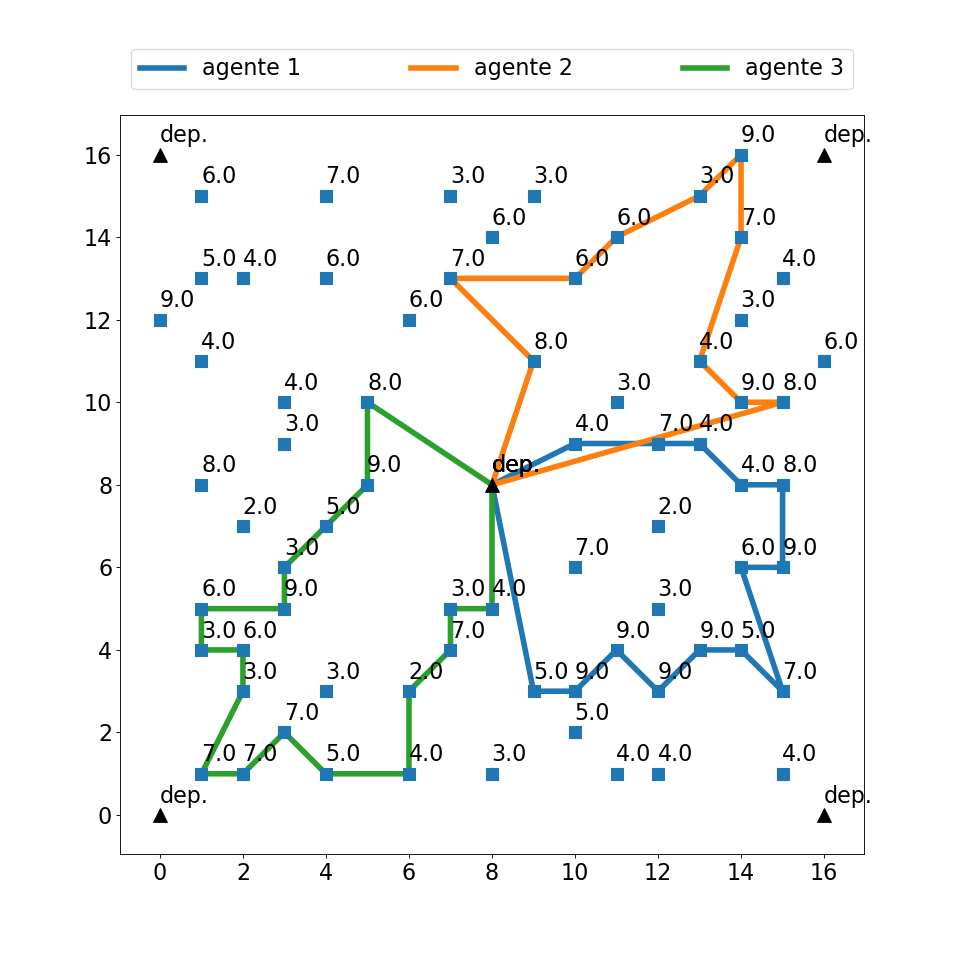 agente 1 agente 2 agente 3
9.0
dep. dep.
16
6.0 7.0 3.0 3.0 3.0
6.0 6.0 7.0
14
5.0 4.0 6.0 7.0 6.0 4.0
9.0 6.0 3.0
12
4.0 8.0 4.0 6.0
4.0 8.0 3.0 9.0 8.0
10
3.0 4.0 7.0 4.0
8.0 9.0 dep. 4.0 8.0
8
2.0 5.0 2.0
3.0 7.0 6.0 9.0
6
6.0 9.0 3.0 4.0 3.0
3.0 6.0 7.0 9.0 9.0 5.0
4
3.0 3.0 2.0 5.0 9.0 9.0 7.0
7.0 5.0
2
7.0 7.0 5.0 4.0 3.0 4.0 4.0 4.0
dep. dep.
0
0 2 4 6 8 10 12 14 16